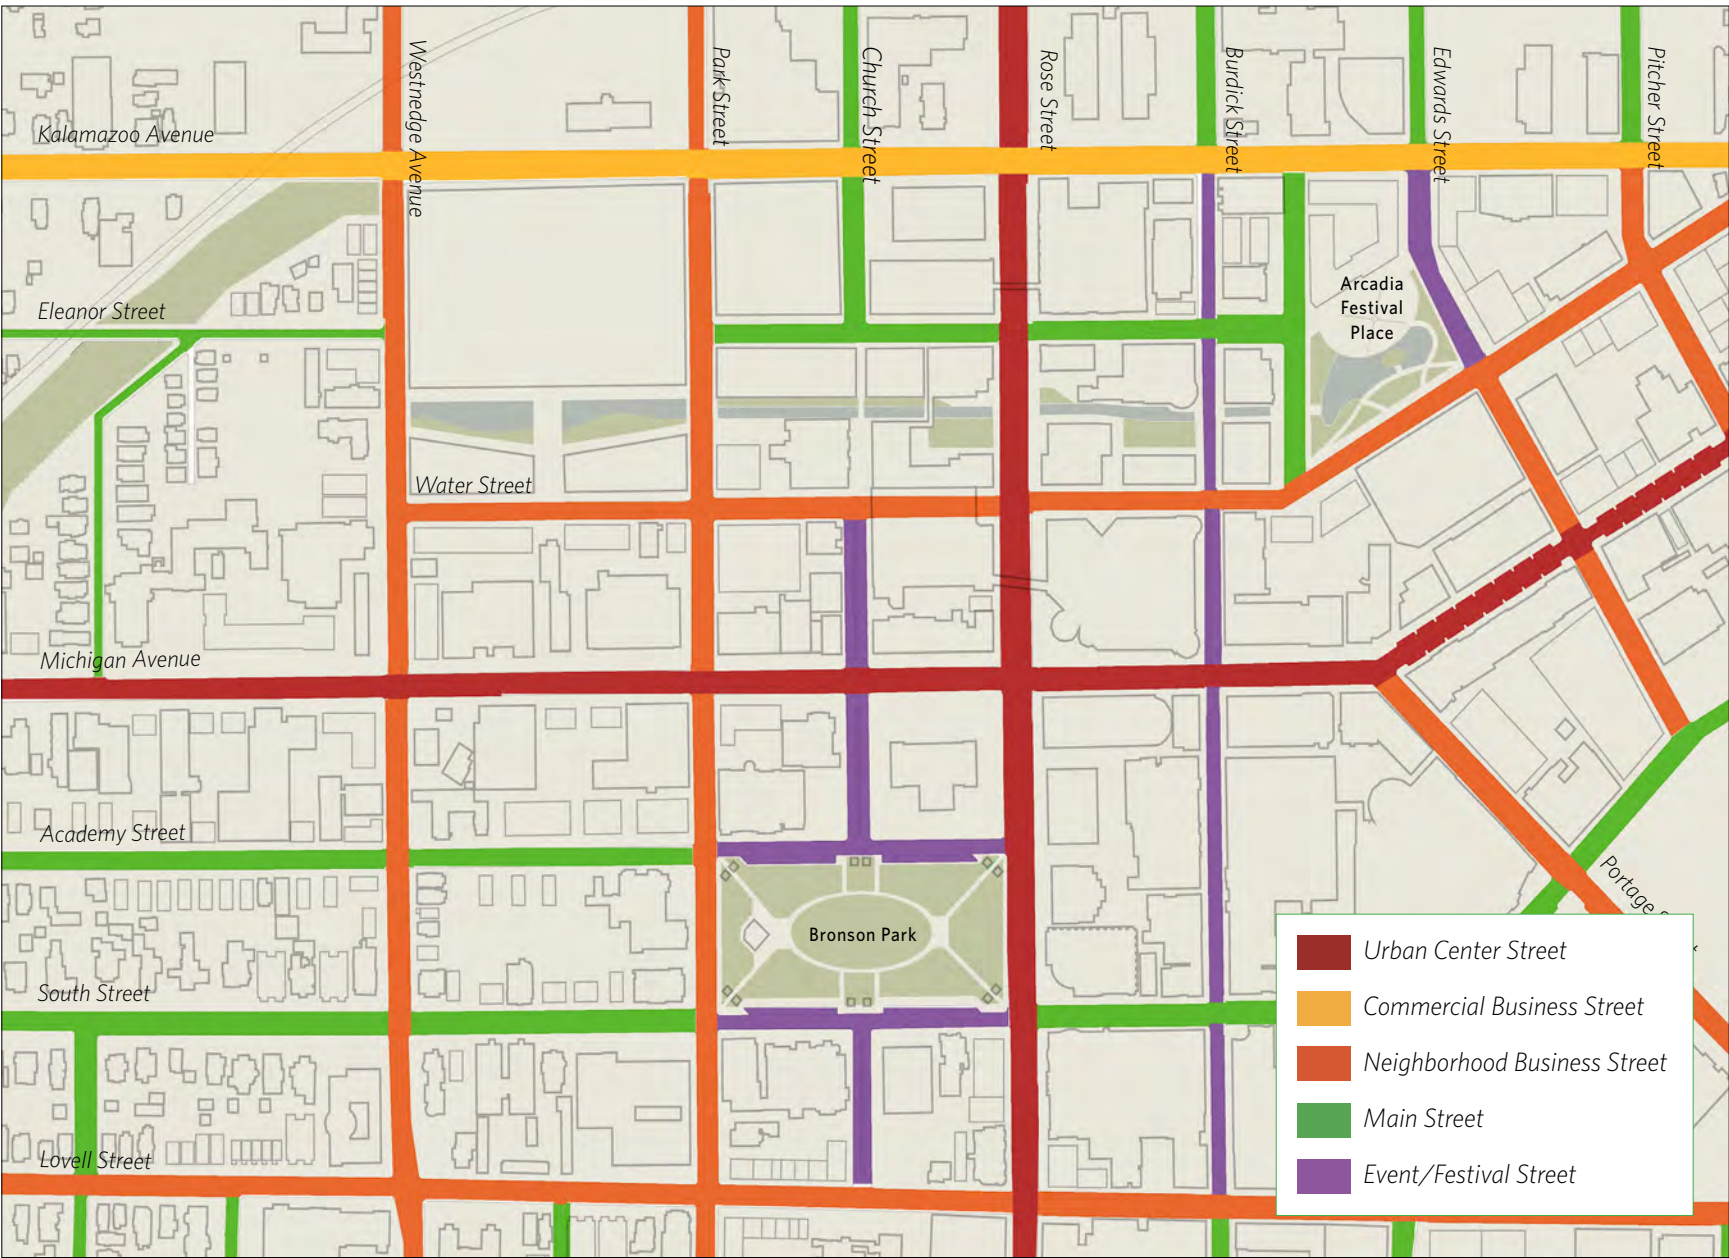 Westnedge Avenue
Park Street
Church Street
Rose Street
Burdick Street
Edwards Street
Pitcher Street
Kalamazoo Avenue
Eleanor Street
Arcadia
Festival
Place
Water Street
Michigan Avenue
Academy Street
Portage
Bronson Park
South Street
Lovell Street
Urban Center Street
Commercial Business Street
Neighborhood Business Street
Main Street
Event/Festival Street